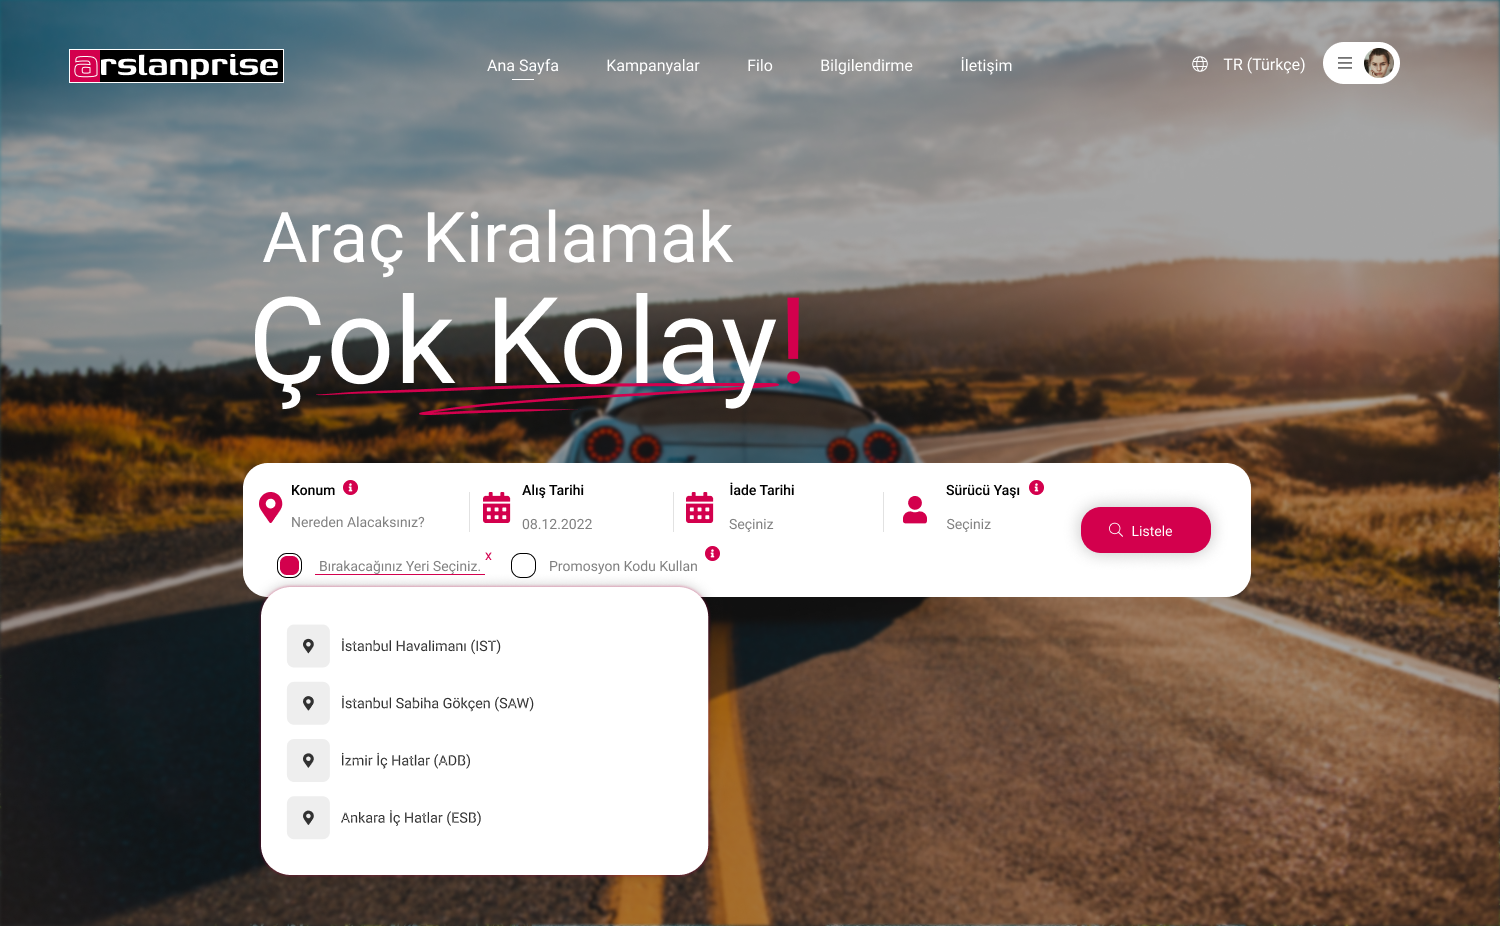 arslanprise
Ana Sayfa Kampanyalar Filo Bilgilendirme İletişim
TR (Türkçe)
Araç Kiralamak
Çok Kolay!
Konum
Nereden Alacaksınız?
Alış Tarihi
08.12.2022
İade Tarihi
Seçiniz
Sürücü Yaşı
Seçiniz
Listele
Bırakacağınız Yeri Seçiniz. x
Promosyon Kodu Kullan
İstanbul Havalimanı (IST)
İstanbul Sabiha Gökçen (SAW)
İzmir İç Hatlar (ADB)
Ankara İç Hatlar (ESB)